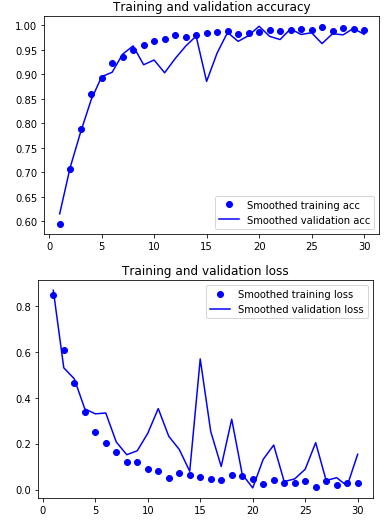 Training and validation accuracy
1.00
0.95
0.90
0.85
0.80
0.75
0.70
0.65
0.60
Smoothed training acc
Smoothed validation acc
0 5 10 15 20 25 30
Training and validation loss
Smoothed training loss
Smoothed validation loss
0.8
0.6
0.4
0.2
0.0
0 5 10 15 20 25 30